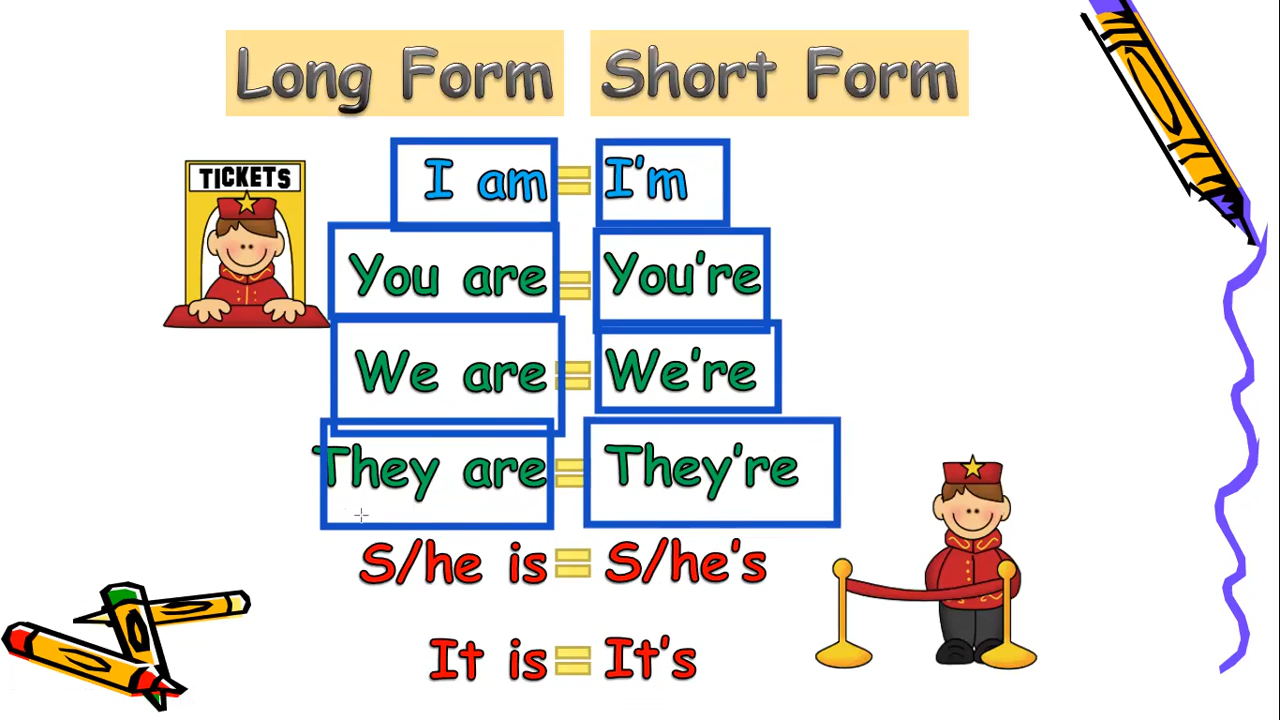 Long Form Short Form
TICKETS
I am = I'm
You are = You're
We are = We're
They are = They're
S/he is = S/he's
It is = It's